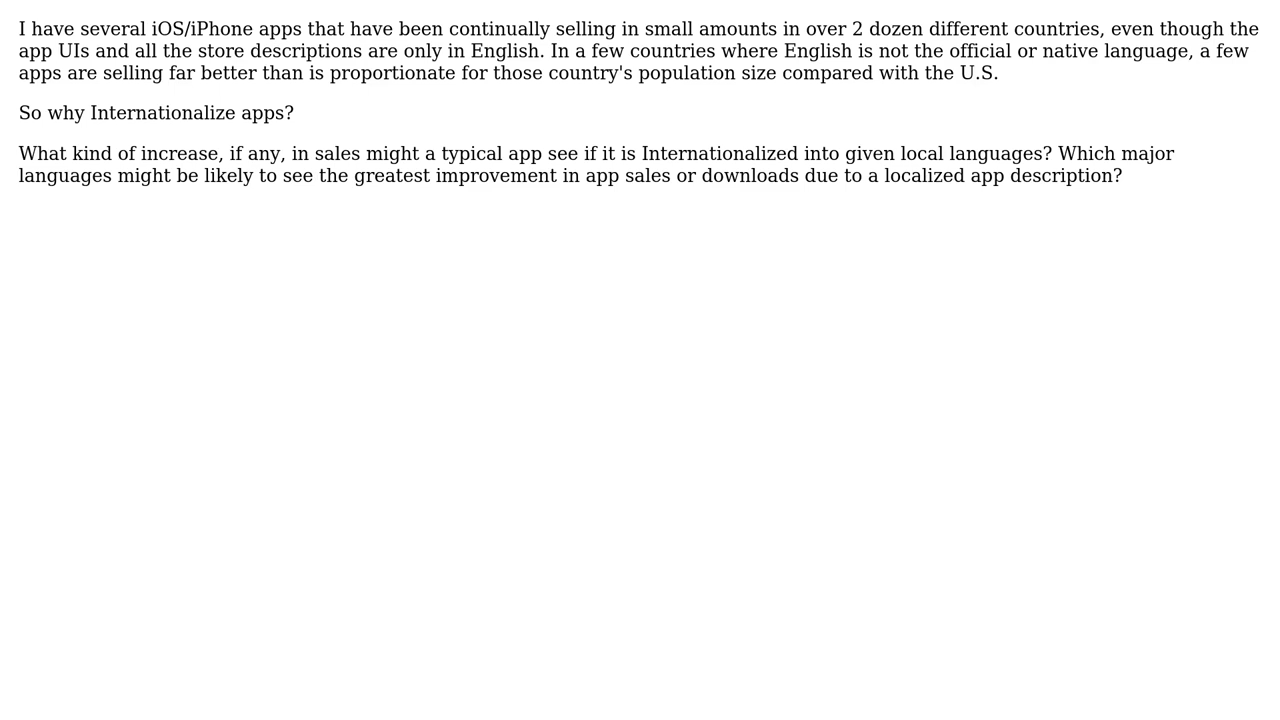 I have several iOS/iPhone apps that have been continually selling in small amounts in over 2 dozen different countries, even though the
app UIs and all the store descriptions are only in English. In a few countries where English is not the official or native language, a few
apps are selling far better than is proportionate for those country's population size compared with the U.S.
So why Internationalize apps?
What kind of increase, if any, in sales might a typical app see if it is Internationalized into given local languages? Which major
languages might be likely to see the greatest improvement in app sales or downloads due to a localized app description?